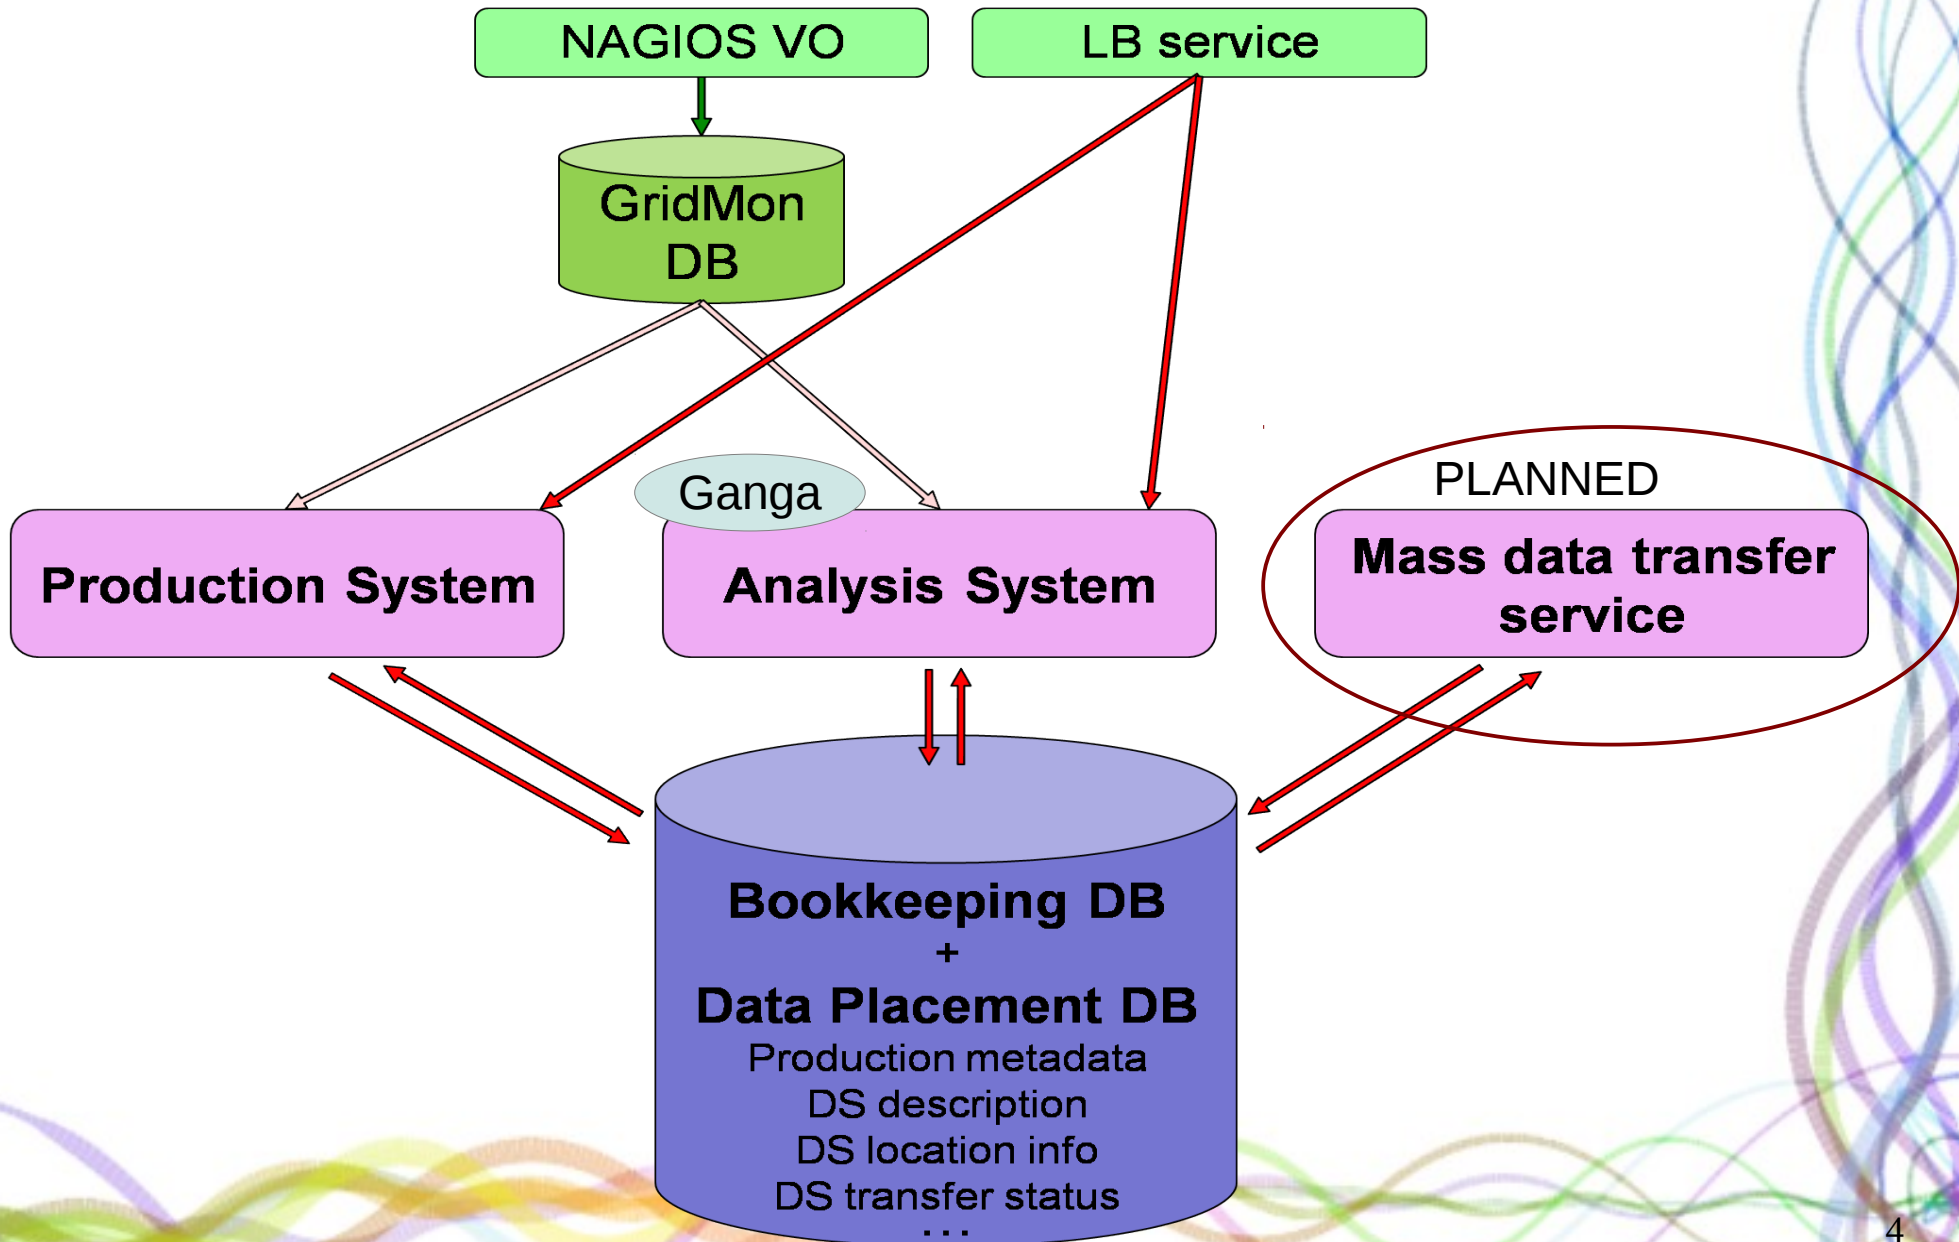 NAGIOS VO
LB service
GridMon
DB
Ganga
PLANNED
Production System
Analysis System
Mass data transfer
service
Bookkeeping DB
+
Data Placement DB
Production metadata
DS description
DS location info
DS transfer status
...
4